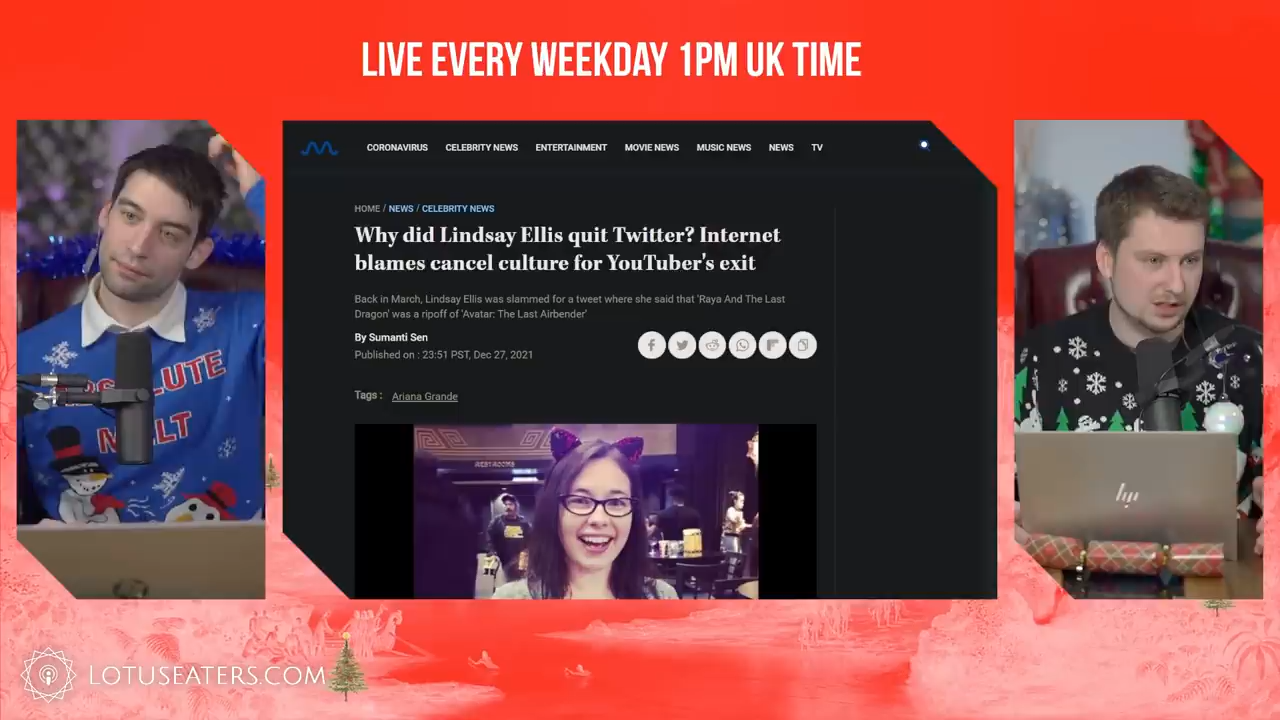 LIVE EVERY WEEKDAY 1PM UK TIME
CORONAVIRUS CELEBRITY NEWS ENTERTAINMENT MOVIE NEWS MUSIC NEWS NEWS TV
HOME / NEWS / CELEBRITY NEWS
Why did Lindsay Ellis quit Twitter? Internet
blames cancel culture for YouTuber's exit
Back in March, Lindsay Ellis was slammed for a tweet where she said that 'Raya And The Last
Dragon' was a ripoff of 'Avatar: The Last Airbender'
By Sumanti Sen
Published on : 23:51 PST, Dec 27, 2021
Tags : Ariana Grande
RESTROOMS
hp
LOTUSEATERS.COM